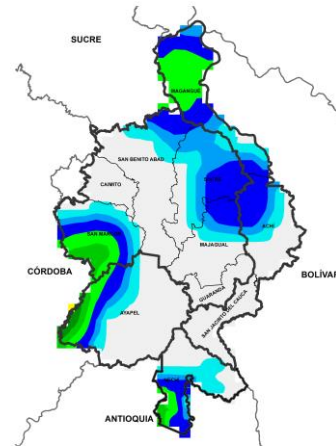 SUCRE
MAGANGUÉ
SAN BENITO ABAD
CAIMITO
SUCRE
SAN MARCOS
ACHÍ
MAJAGUAL
CÓRDOBA
BOLÍVAR
GUARANDA
SAN JACINTO DEL CAUCA
AYAPEL
ANTIOQUIA